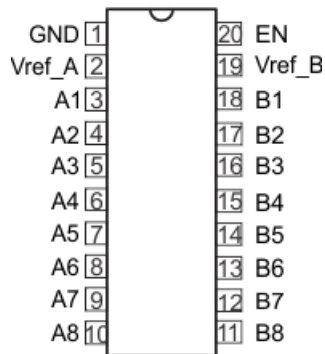 GND 1 20 EN
Vref_A 2 19 Vref_B
A1 3 18 B1
A2 4 17 B2
A3 5 16 B3
A4 6 15 B4
A5 7 14 B5
A6 8 13 B6
A7 9 12 B7
A8 10 11 B8